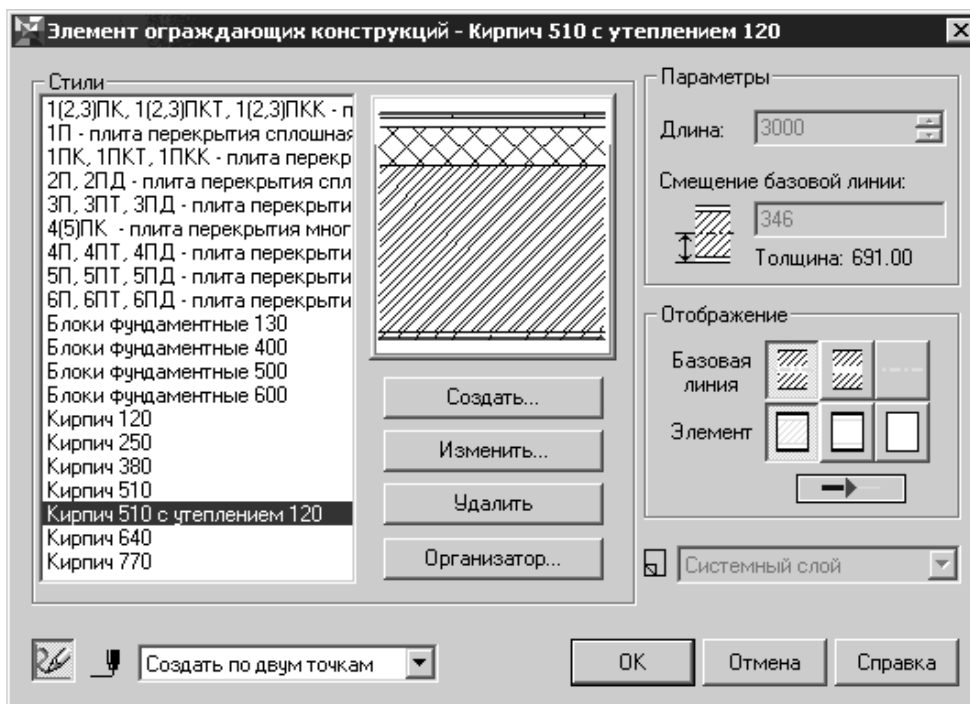 Элемент ограждающих конструкций - Кирпич 510 с утеплением 120
Стили
1(2,3)ПК, 1(2,3)ПКТ, 1(2,3)ПКК - п
1П - плита перекрытия сплошная
1ПК, 1ПКТ, 1ПКК - плита перекр
2П, 2ПД - плита перекрытия спл
3П, 3ПТ, 3ПД - плита перекрыти
4(5)ПК - плита перекрытия мног
4П, 4ПТ, 4ПД - плита перекрыти
5П, 5ПТ, 5ПД - плита перекрыти
6П, 6ПТ, 6ПД - плита перекрыти
Блоки фундаментные 130
Блоки фундаментные 400
Блоки фундаментные 500
Блоки фундаментные 600
Кирпич 120
Кирпич 250
Кирпич 380
Кирпич 510
Кирпич 510 с утеплением 120
Кирпич 640
Кирпич 770
Создать...
Изменить...
Удалить
Организатор...
Параметры
Длина: 3000
Смещение базовой линии:
346
Толщина: 691.00
Отображение
Базовая
линия
Элемент
Системный слой
Создать по двум точкам
OK
Отмена
Справка